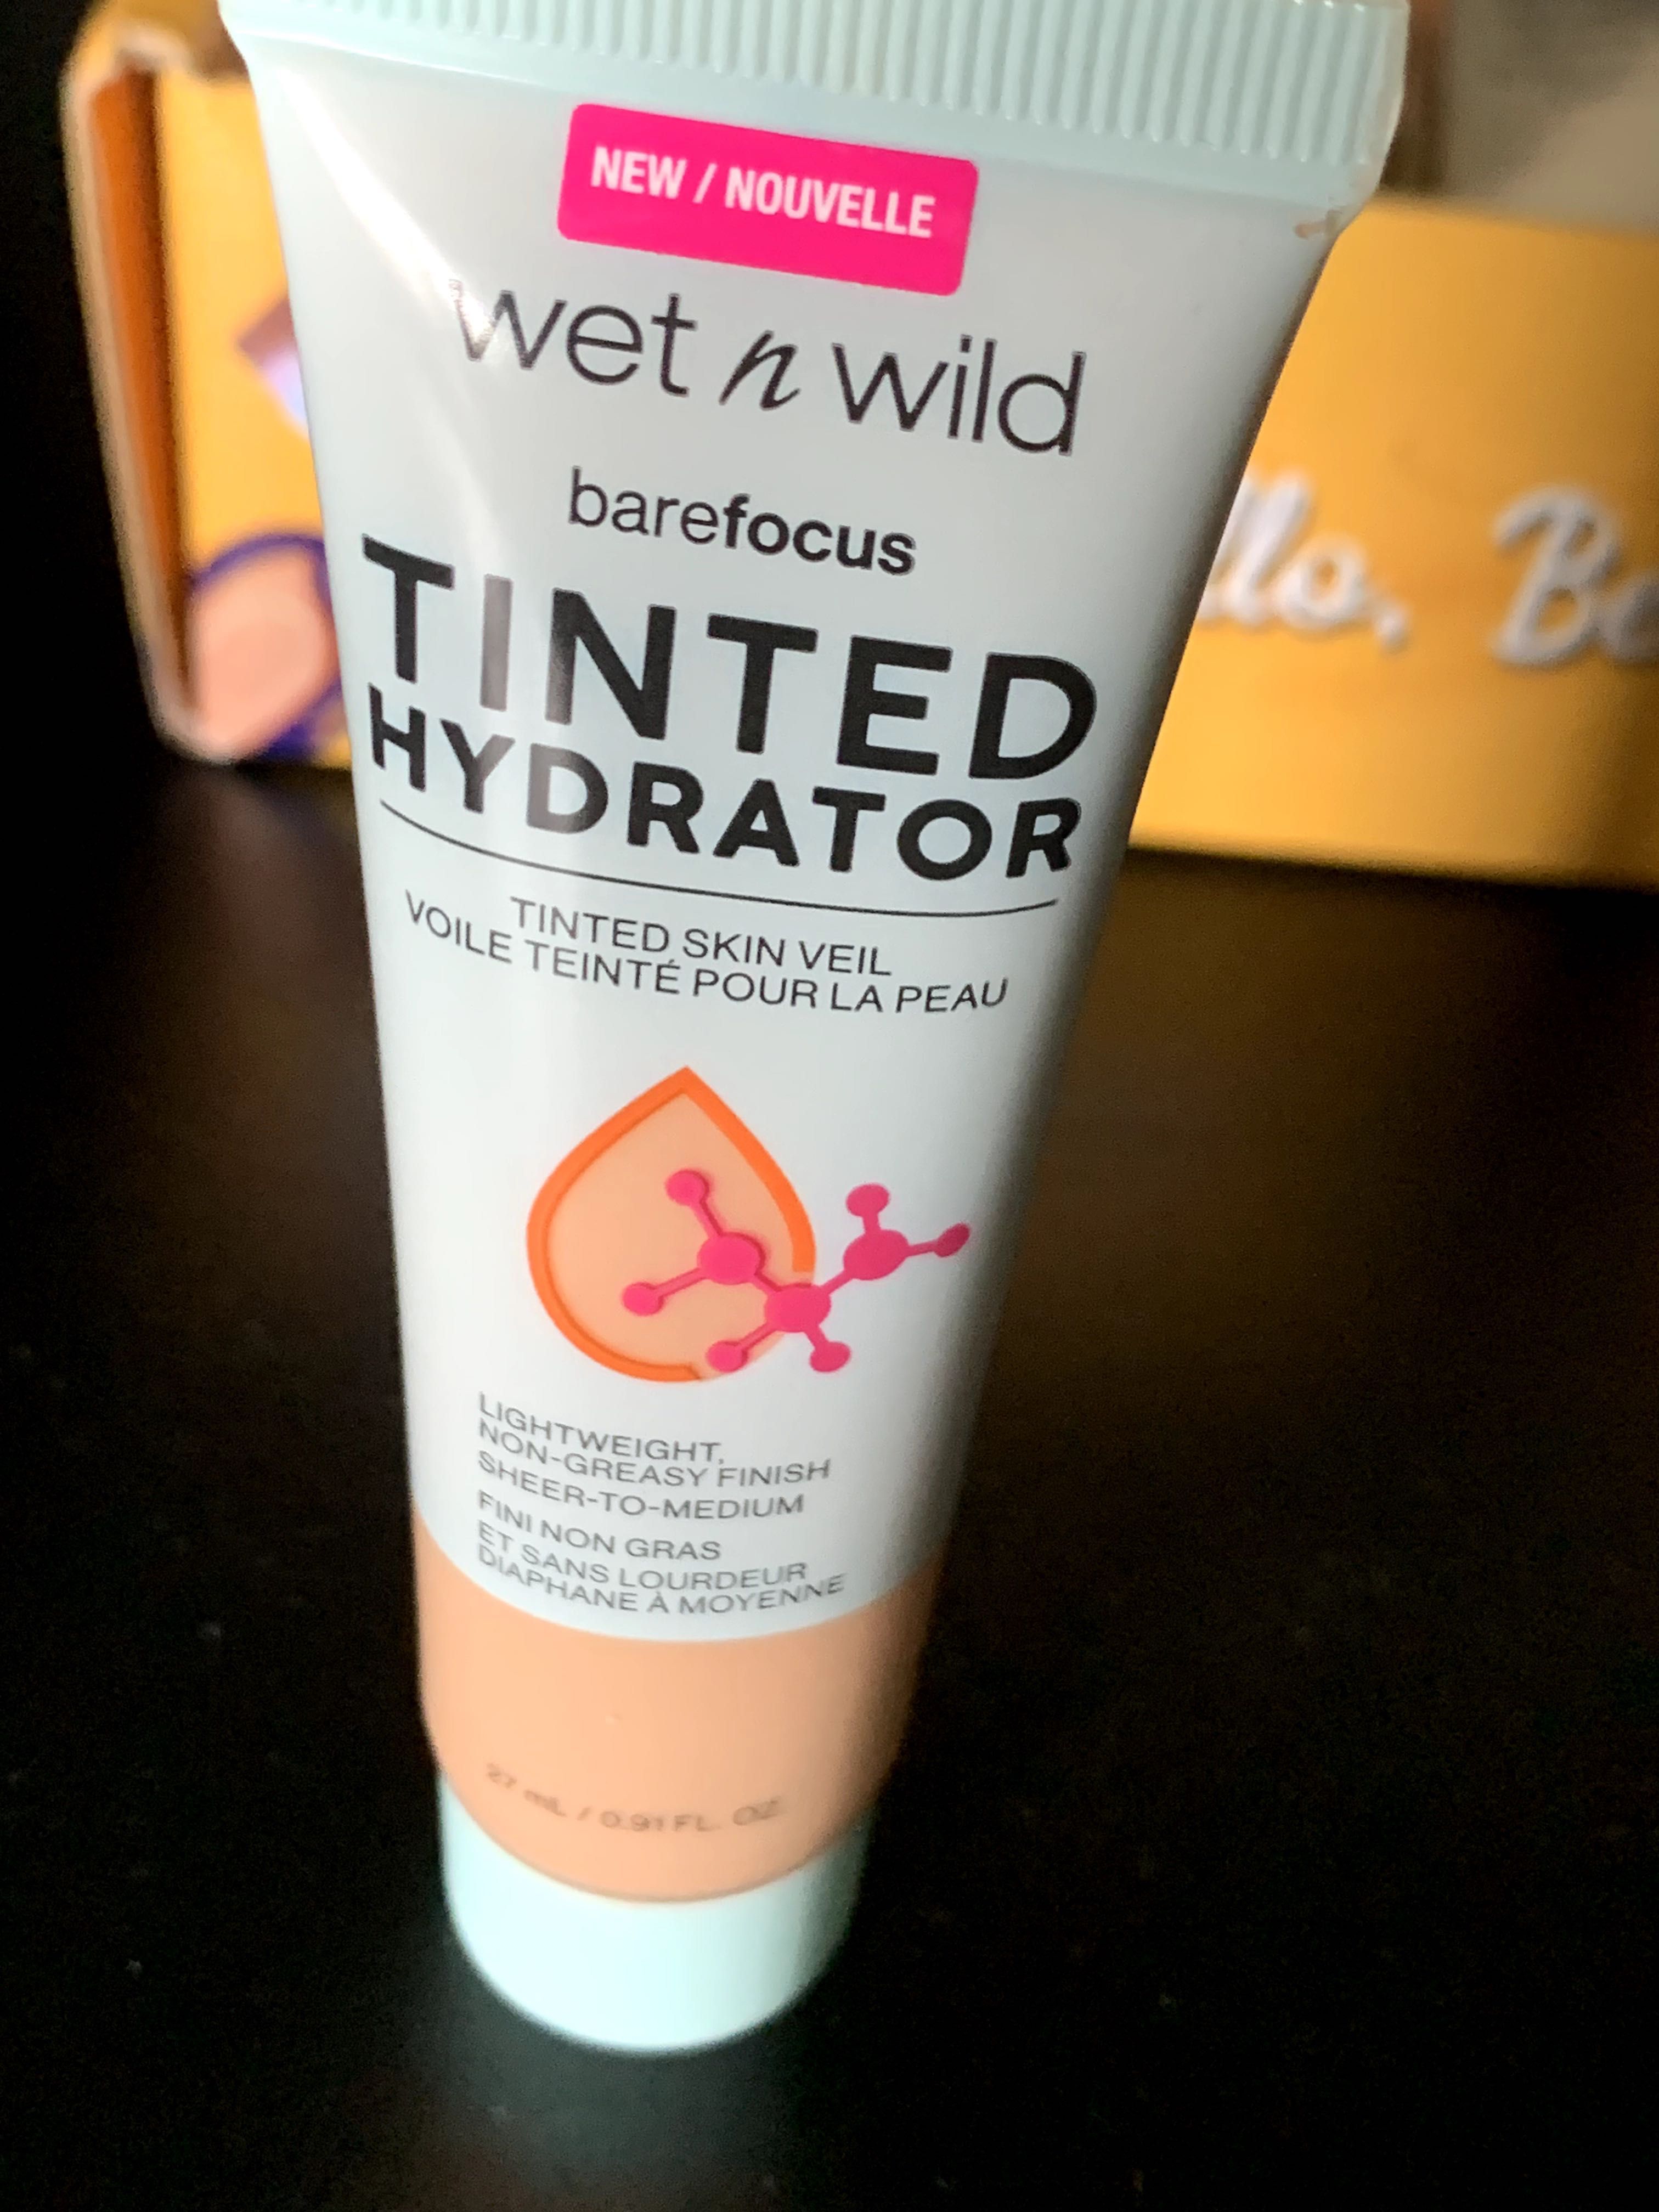 NEW / NOUVELLE
wet n wild
barefocus
TINTED
HYDRATOR
TINTED SKIN VEIL
VOILE TEINTÉ POUR LA PEAU
LIGHTWEIGHT,
NON-GREASY FINISH
SHEER-TO-MEDIUM
FINI NON GRAS
ET SANS LOURDEUR
DIAPHANE À MOYENNE
27 mL / 0.91 FL. OZ.